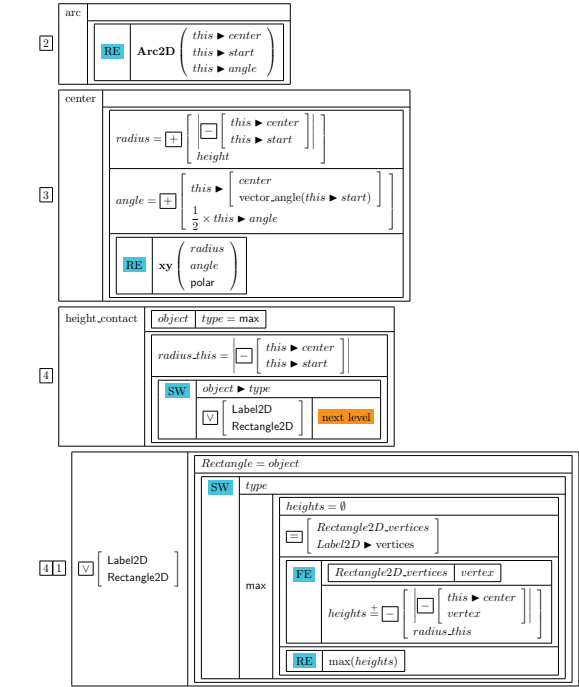 arc
2
RE Arc2D ( this ► center
this ► start
this ► angle )
center
3
radius = + [ | − [ this ► center
this ► start ] |
height ]
angle = + [ this ► [ center
vector_angle(this ► start) ]
1/2 × this ► angle ]
RE xy ( radius
angle
polar )
height_contact object type = max
4
radius_this = | − [ this ► center
this ► start ] |
SW object ► type
∨ [ Label2D
Rectangle2D ] next level
4 1 ∨ [ Label2D
Rectangle2D ]
Rectangle = object
SW type
max
heights = ∅
= [ Rectangle2D_vertices
Label2D ► vertices ]
FE Rectangle2D_vertices vertex
heights ± − [ | − [ this ► center
vertex ] |
radius_this ]
RE max(heights)